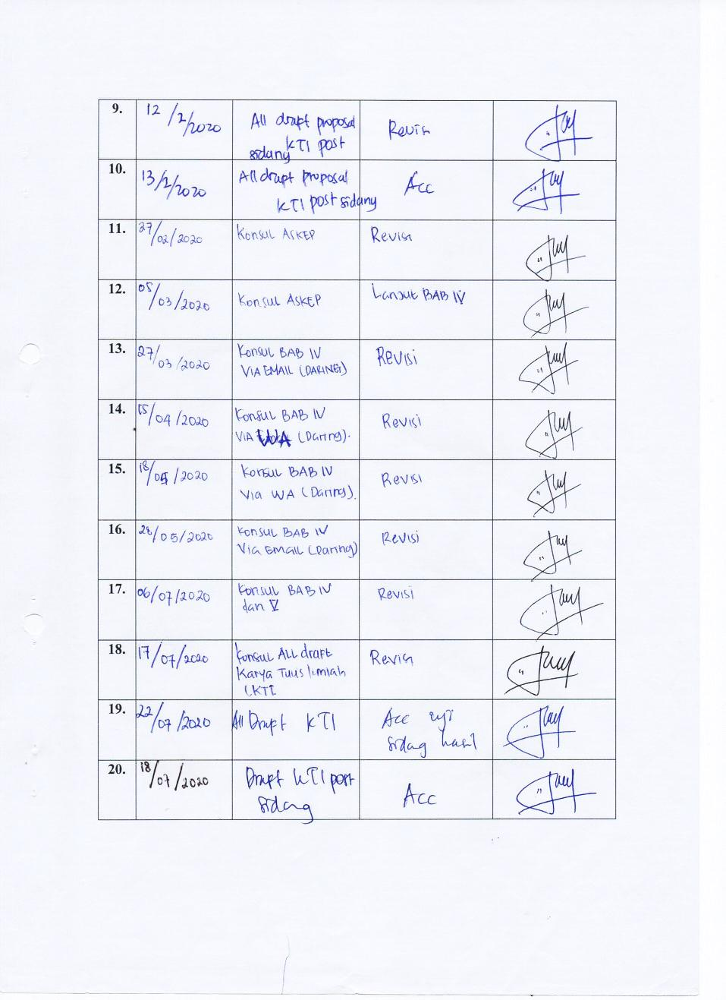 9. 12/2/2020 All draft proposal Revisi
KTI post
sidang
10. 13/2/2020 All draft proposal Acc
KTI post sidang
11. 27/02/2020 Konsul ASKEP Revisi
12. 05/03/2020 Konsul ASKEP Lanjut BAB IV
13. 27/03/2020 Konsul BAB IV Revisi
VIA EMAIL (DARING)
14. 15/04/2020 Konsul BAB IV Revisi
VIA WA (Daring).
15. 18/05/2020 Konsul BAB IV Revisi
Via WA (Daring).
16. 28/05/2020 Konsul BAB IV Revisi
Via Email (Daring)
17. 06/07/2020 Konsul BAB IV Revisi
dan V
18. 17/07/2020 Konsul ALL draft Revisi
Karya Tulis Ilmiah
(KTI
19. 22/07/2020 All Draft KTI Acc uji
sidang hasil
20. 18/07/2020 Draft KTI post Acc
sidang